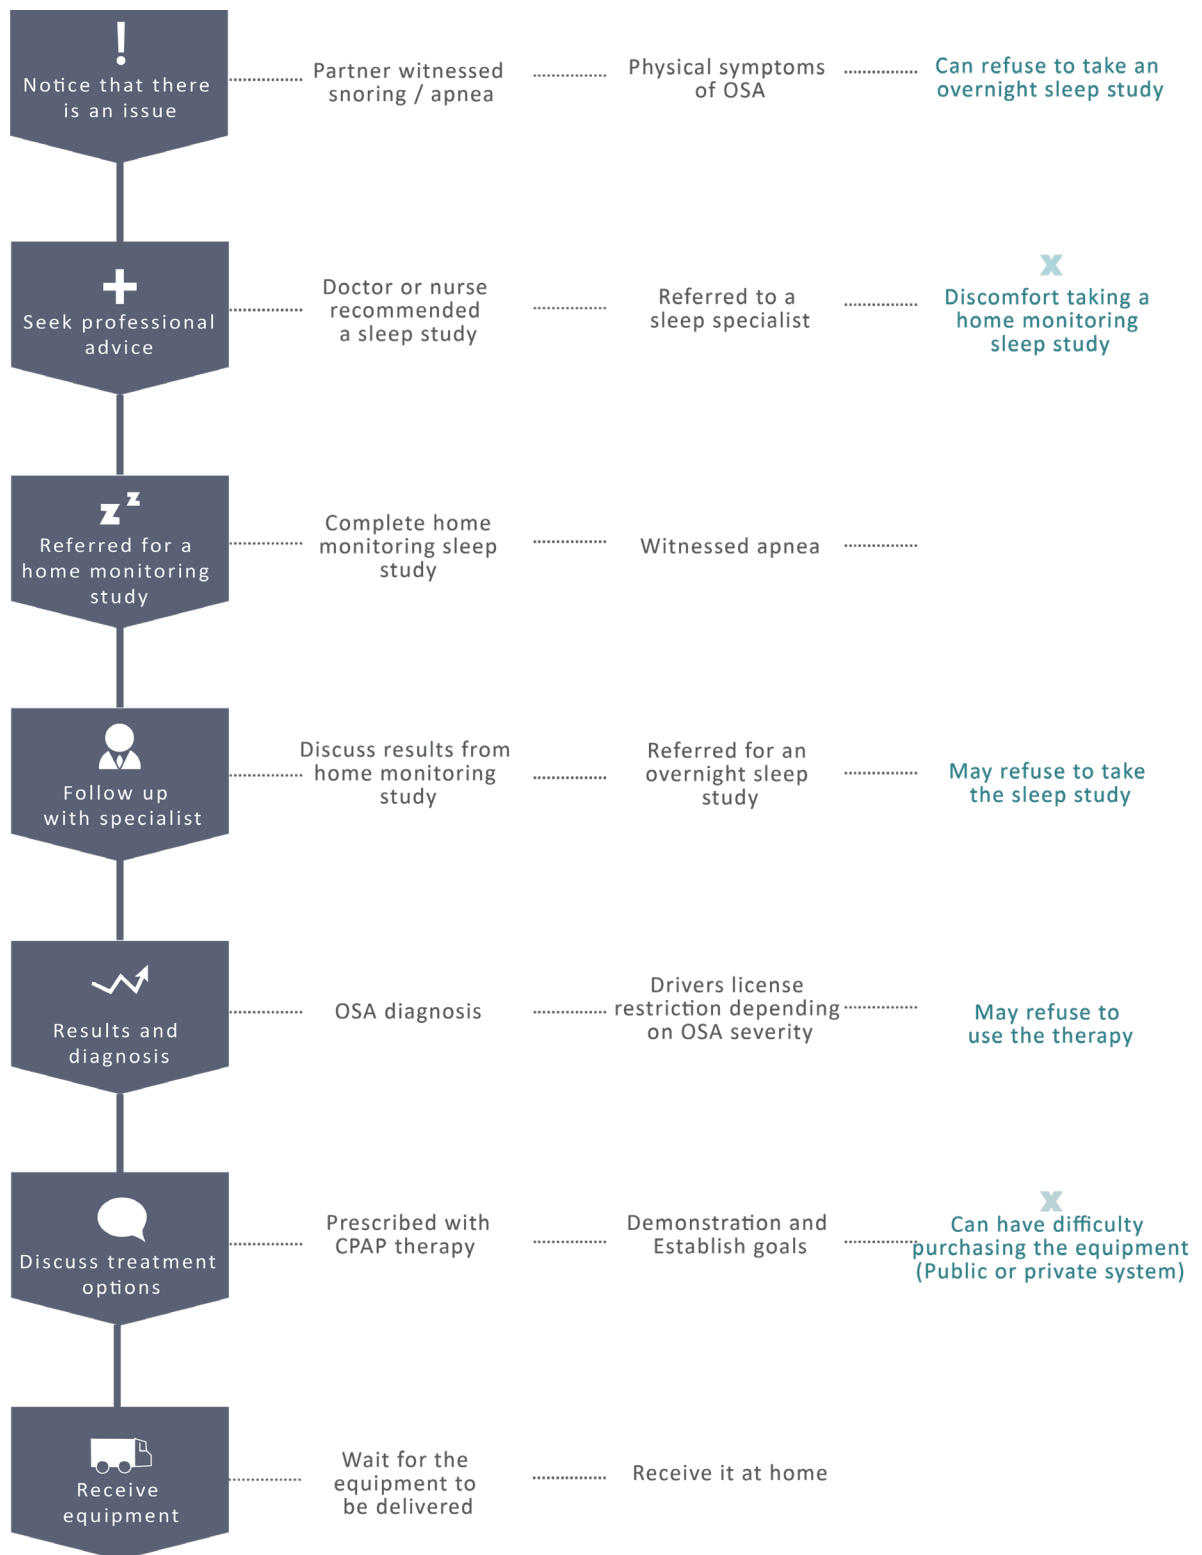 Notice that there
is an issue
Partner witnessed
snoring / apnea
Physical symptoms
of OSA
Can refuse to take an
overnight sleep study
Seek professional
advice
Doctor or nurse
recommended
a sleep study
Referred to a
sleep specialist
x
Discomfort taking a
home monitoring
sleep study
z z
Referred for a
home monitoring
study
Complete home
monitoring sleep
study
Witnessed apnea
Follow up
with specialist
Discuss results from
home monitoring
study
Referred for an
overnight sleep
study
May refuse to take
the sleep study
Results and
diagnosis
OSA diagnosis
Drivers license
restriction depending
on OSA severity
May refuse to
use the therapy
Discuss treatment
options
Prescribed with
CPAP therapy
Demonstration and
Establish goals
x
Can have difficulty
purchasing the equipment
(Public or private system)
Receive
equipment
Wait for the
equipment to
be delivered
Receive it at home